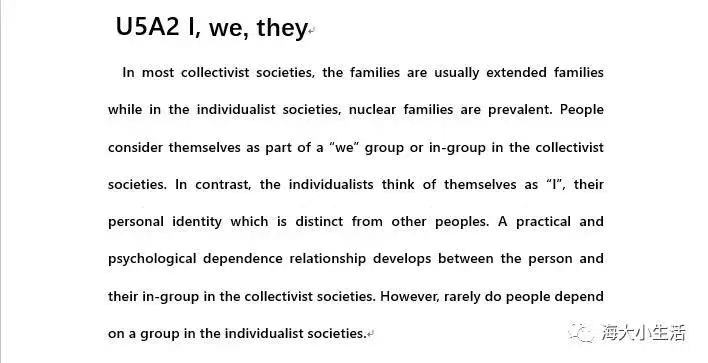 U5A2 I, we, they
In most collectivist societies, the families are usually extended families
while in the individualist societies, nuclear families are prevalent. People
consider themselves as part of a “we” group or in-group in the collectivist
societies. In contrast, the individualists think of themselves as “I”, their
personal identity which is distinct from other peoples. A practical and
psychological dependence relationship develops between the person and
their in-group in the collectivist societies. However, rarely do people depend
on a group in the individualist societies.
海大小生活